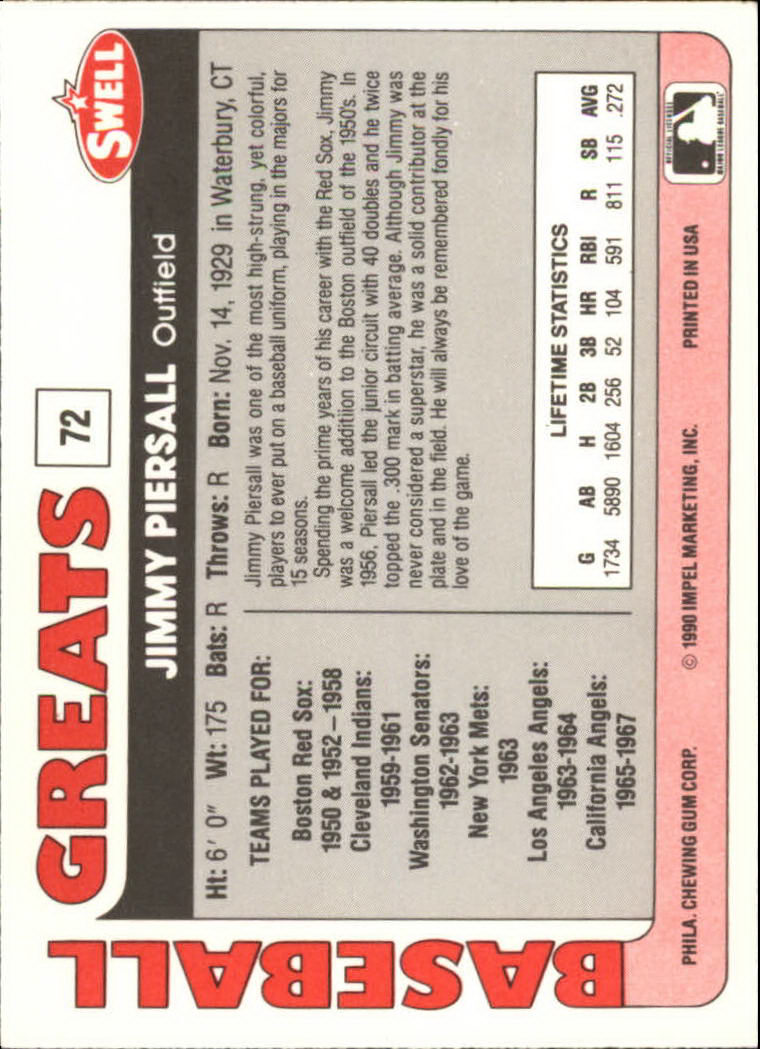 BASEBALL
GREATS
72
SWELL
JIMMY PIERSALL Outfield
Ht: 6' 0" Wt: 175 Bats: R Throws: R Born: Nov. 14, 1929 in Waterbury, CT
TEAMS PLAYED FOR:
Boston Red Sox:
1950 & 1952 – 1958
Cleveland Indians:
1959-1961
Washington Senators:
1962-1963
New York Mets:
1963
Los Angeles Angels:
1963-1964
California Angels:
1965-1967
Jimmy Piersall was one of the most high-strung, yet colorful,
players to ever put on a baseball uniform, playing in the majors for
15 seasons.
Spending the prime years of his career with the Red Sox, Jimmy
was a welcome addittion to the Boston outfield of the 1950's. In
1956, Piersall led the junior circuit with 40 doubles and he twice
topped the .300 mark in batting average. Although Jimmy was
never considered a superstar, he was a solid contributor at the
plate and in the field. He will always be remembered fondly for his
love of the game.
LIFETIME STATISTICS
G AB H 2B 3B HR RBI R SB AVG
1734 5890 1604 256 52 104 591 811 115 .272
PHILA. CHEWING GUM CORP. © 1990 IMPEL MARKETING, INC. PRINTED IN USA
OFFICIAL LICENSEE
MAJOR LEAGUE BASEBALL